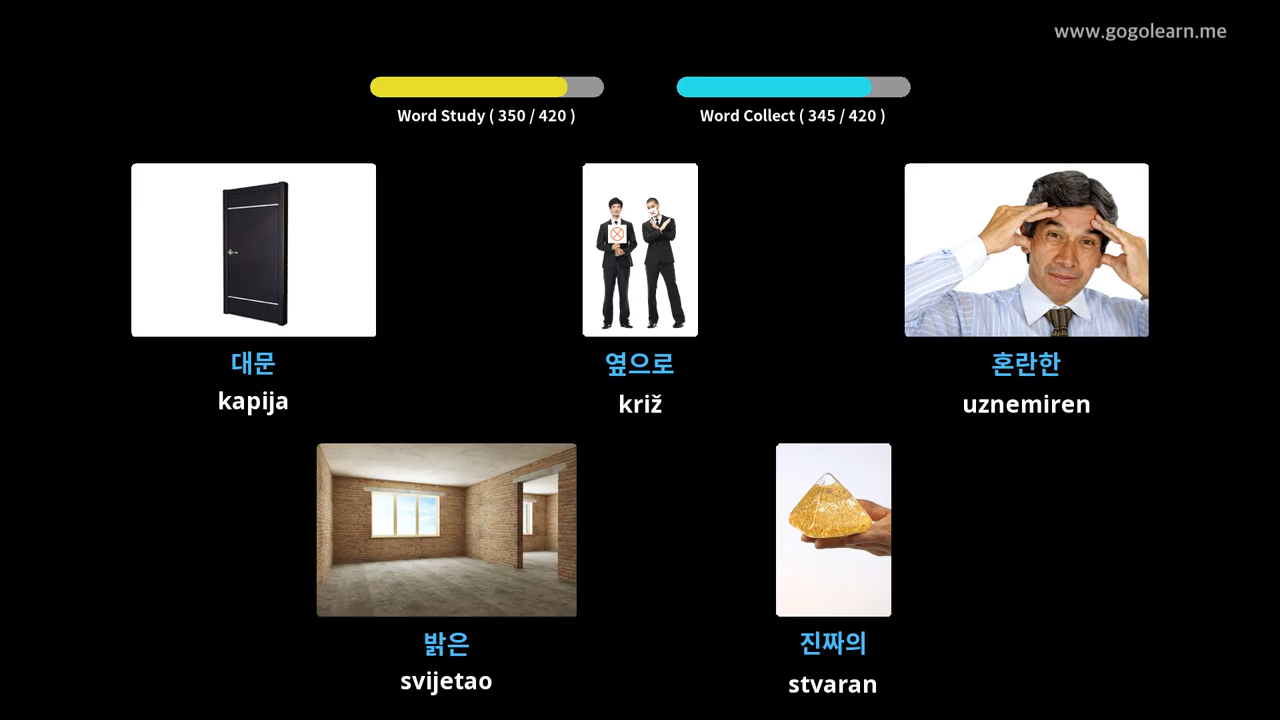 www.gogolearn.me
Word Study ( 350 / 420 )
Word Collect ( 345 / 420 )
대문
kapija
옆으로
križ
혼란한
uznemiren
밝은
svijetao
진짜의
stvaran